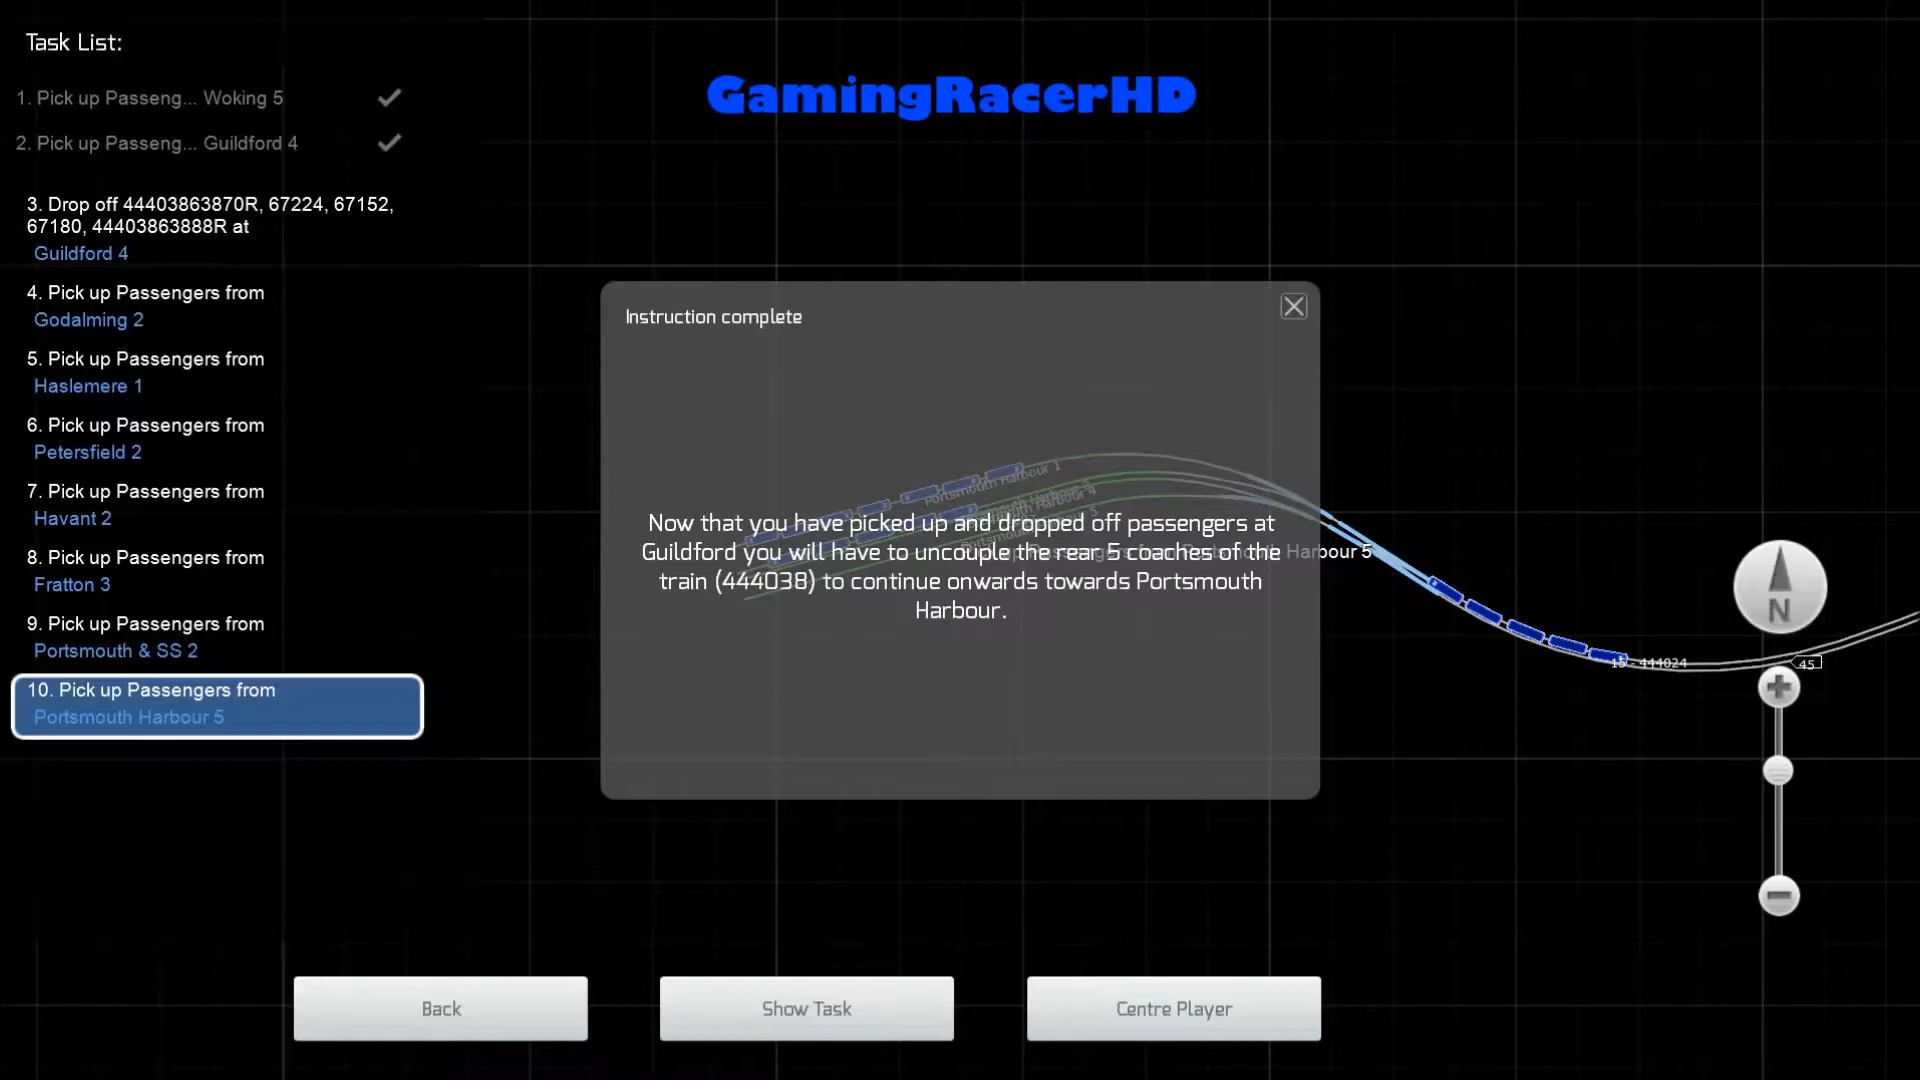 Task List:
GamingRacerHD
1. Pick up Passeng... Woking 5
2. Pick up Passeng... Guildford 4
3. Drop off 44403863870R, 67224, 67152,
67180, 44403863888R at
Guildford 4
4. Pick up Passengers from
Godalming 2
5. Pick up Passengers from
Haslemere 1
6. Pick up Passengers from
Petersfield 2
7. Pick up Passengers from
Havant 2
8. Pick up Passengers from
Fratton 3
9. Pick up Passengers from
Portsmouth & SS 2
10. Pick up Passengers from
Portsmouth Harbour 5
Instruction complete
Portsmouth Harbour 1
Now that you have picked up and dropped off passengers at
Guildford you will have to uncouple the rear 5 coaches of the
train (444038) to continue onwards towards Portsmouth
Harbour.
Harbour 5
444024
45
N
Back
Show Task
Centre Player